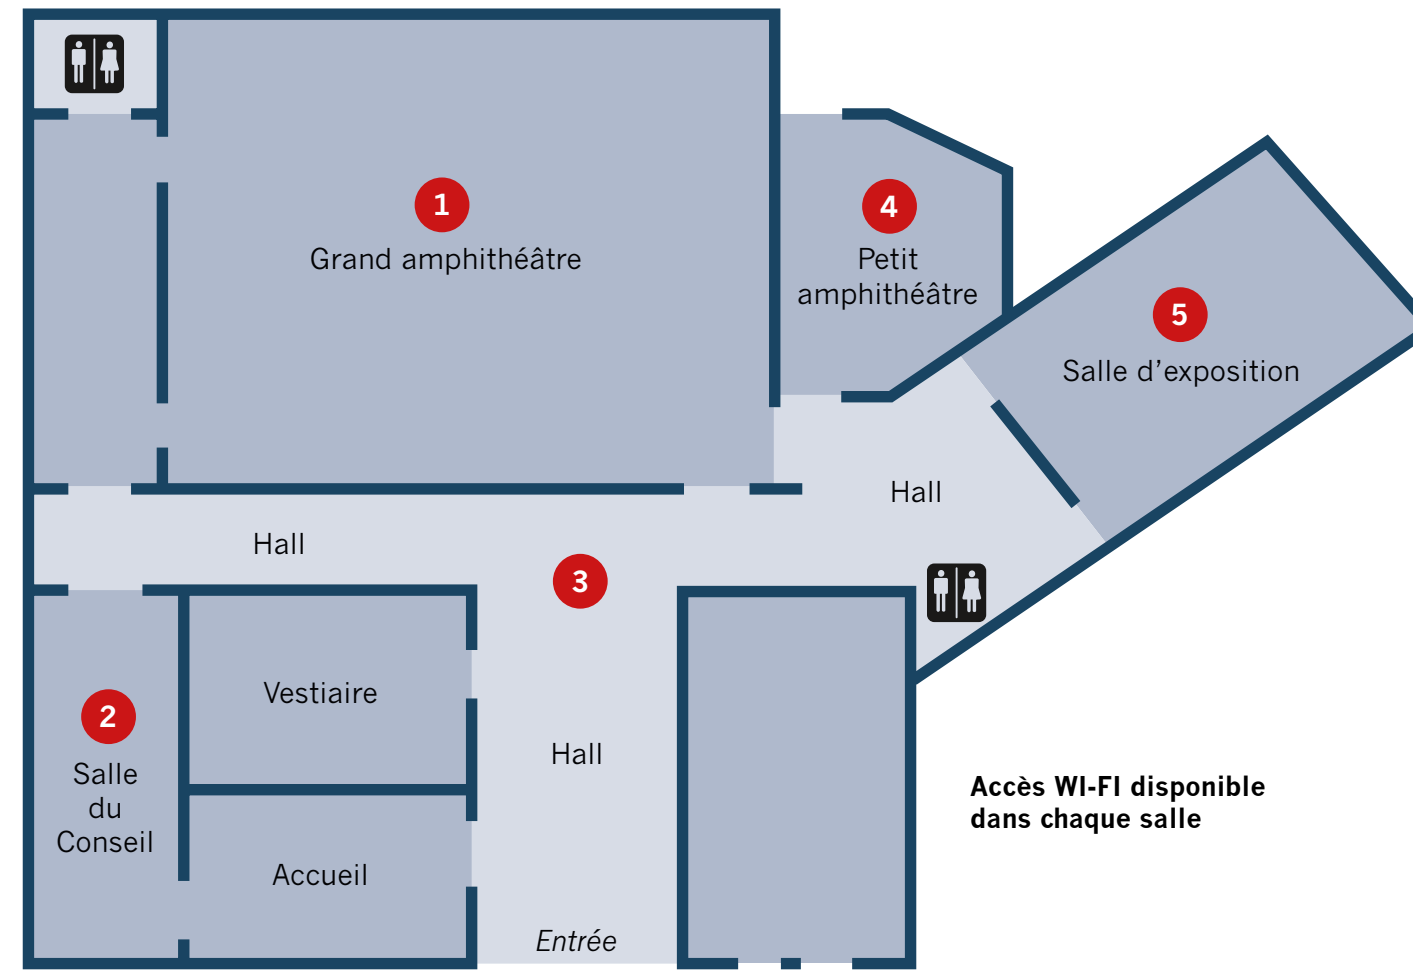 1
Grand amphithéâtre
4
Petit
amphithéâtre
5
Salle d’exposition
Hall
Hall
3
2
Salle
du
Conseil
Vestiaire
Hall
Accueil
Entrée
Accès WI-FI disponible
dans chaque salle